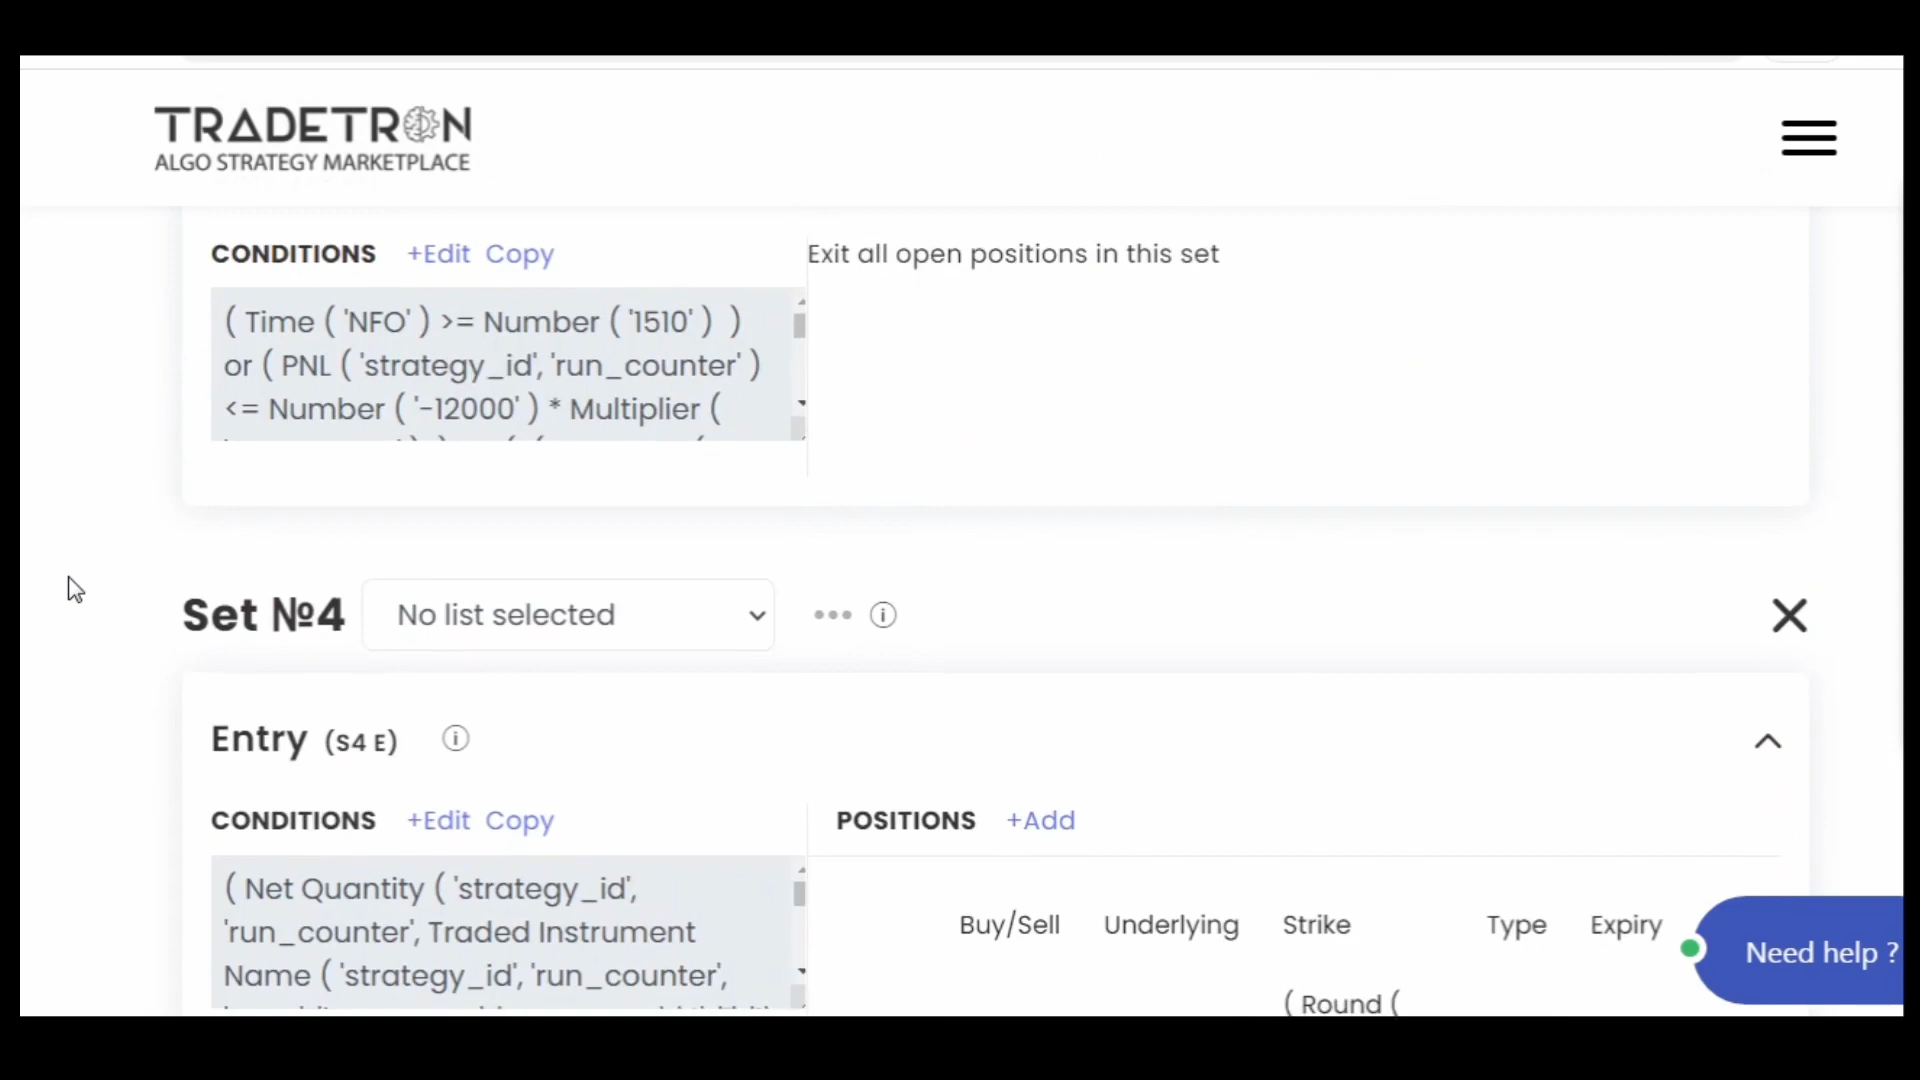 TRADETRON
ALGO STRATEGY MARKETPLACE
CONDITIONS +Edit Copy
Exit all open positions in this set
( Time ( 'NFO' ) >= Number ( '1510' ) )
or ( PNL ( 'strategy_id', 'run_counter' )
<= Number ( '-12000' ) * Multiplier (
Set №4 No list selected
Entry (S4 E)
CONDITIONS +Edit Copy
POSITIONS +Add
( Net Quantity ( 'strategy_id',
'run_counter', Traded Instrument
Name ( 'strategy_id', 'run_counter',
Buy/Sell Underlying Strike Type Expiry
( Round (
Need help ?